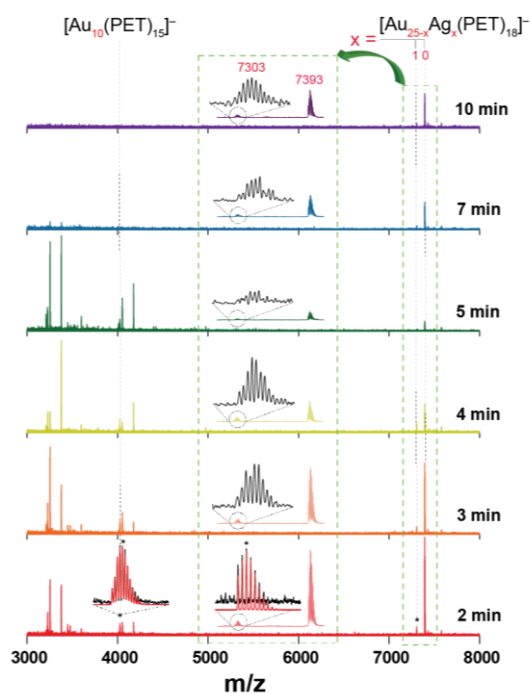 [Au10(PET)15]⁻
[Au25-xAgx(PET)18]⁻
x =
1 0
7303
7393
10 min
7 min
5 min
4 min
3 min
*
*
*
*
2 min
3000 4000 5000 6000 7000 8000
m/z